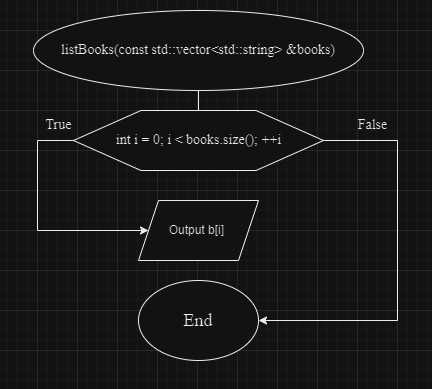 listBooks(const std::vector<std::string> &books)
True
False
int i = 0; i < books.size(); ++i
Output b[i]
End